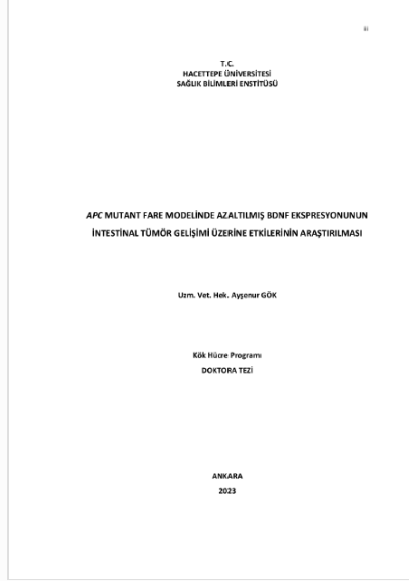 iii
T.C.
HACETTEPE ÜNİVERSİTESİ
SAĞLIK BİLİMLERİ ENSTİTÜSÜ
APC MUTANT FARE MODELİNDE AZALTILMIŞ BDNF EKSPRESYONUNUN
İNTESTİNAL TÜMÖR GELİŞİMİ ÜZERİNE ETKİLERİNİN ARAŞTIRILMASI
Uzm. Vet. Hek. Ayşenur GÖK
Kök Hücre Programı
DOKTORA TEZİ
ANKARA
2023